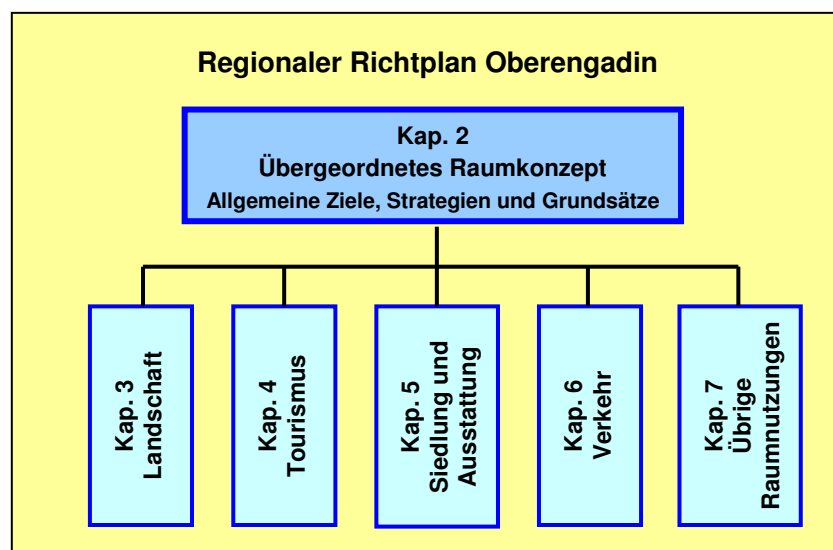 Regionaler Richtplan Oberengadin
Kap. 2
Übergeordnetes Raumkonzept
Allgemeine Ziele, Strategien und Grundsätze
Kap. 3
Landschaft
Kap. 4
Tourismus
Kap. 5
Siedlung und
Ausstattung
Kap. 6
Verkehr
Kap. 7
Übrige
Raumnutzungen